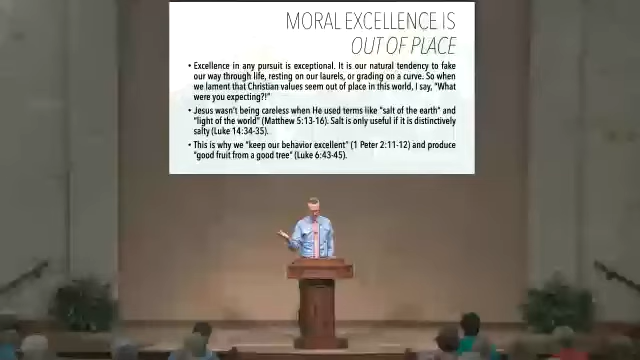 MORAL EXCELLENCE IS
OUT OF PLACE
• Excellence in any pursuit is exceptional. It is our natural tendency to fake
our way through life, resting on our laurels, or grading on a curve. So when
we lament that Christian values seem out of place in this world, I say, "What
were you expecting?!"
• Jesus wasn't being careless when He used terms like "salt of the earth" and
"light of the world" (Matthew 5:13-16). Salt is only useful if it is distinctively
salty (Luke 14:34-35).
• This is why we "keep our behavior excellent" (1 Peter 2:11-12) and produce
"good fruit from a good tree" (Luke 6:43-45).